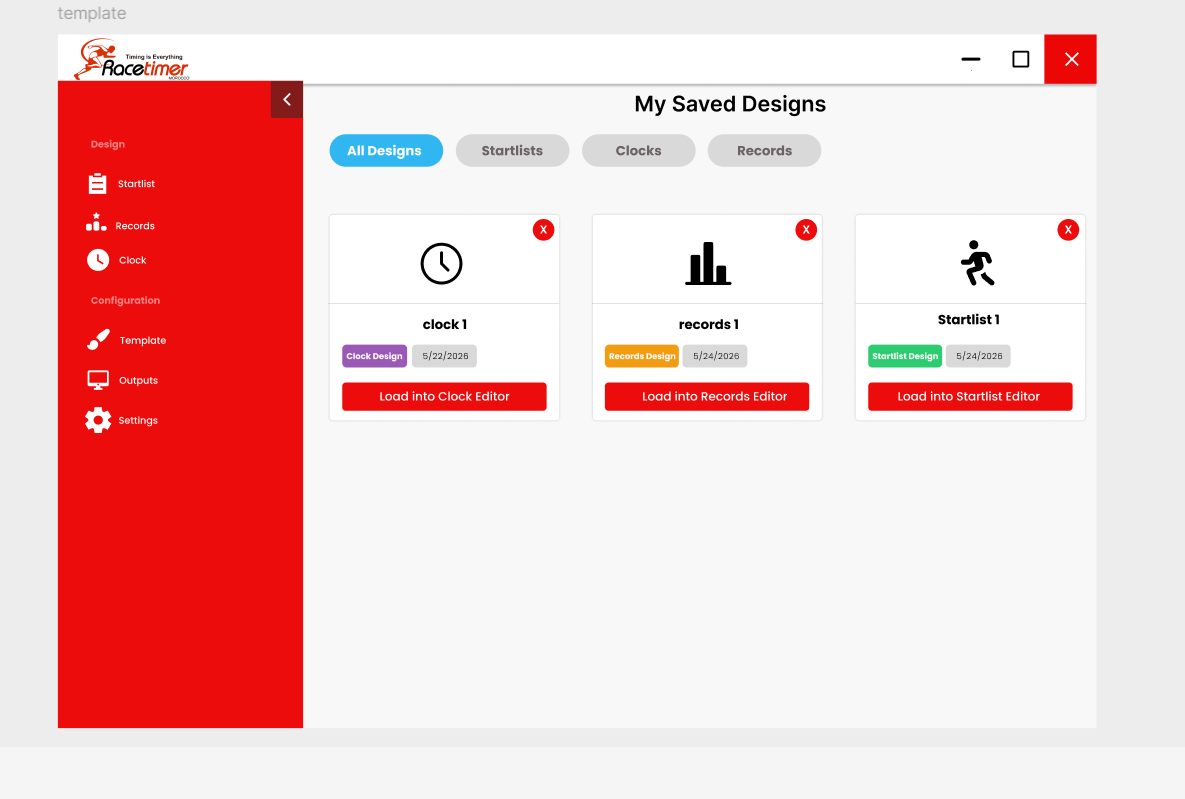 template
Timing is Everything
Racetimer
MOROCCO
My Saved Designs
All Designs
Startlists
Clocks
Records
Design
Startlist
Records
Clock
Configuration
Template
Outputs
Settings
X
clock 1
Clock Design
5/22/2026
Load into Clock Editor
X
records 1
Records Design
5/24/2026
Load into Records Editor
X
Startlist 1
Startlist Design
5/24/2026
Load into Startlist Editor